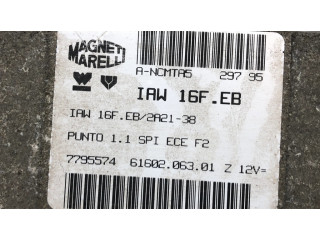 MAGNETI
MARELLI
A-NCMTA5 297 95
IAW 16F.EB
IAW 16F.EB/2A21-38
PUNTO 1.1 SPI ECE F2
7795574 61602.063.01 Z 12V=